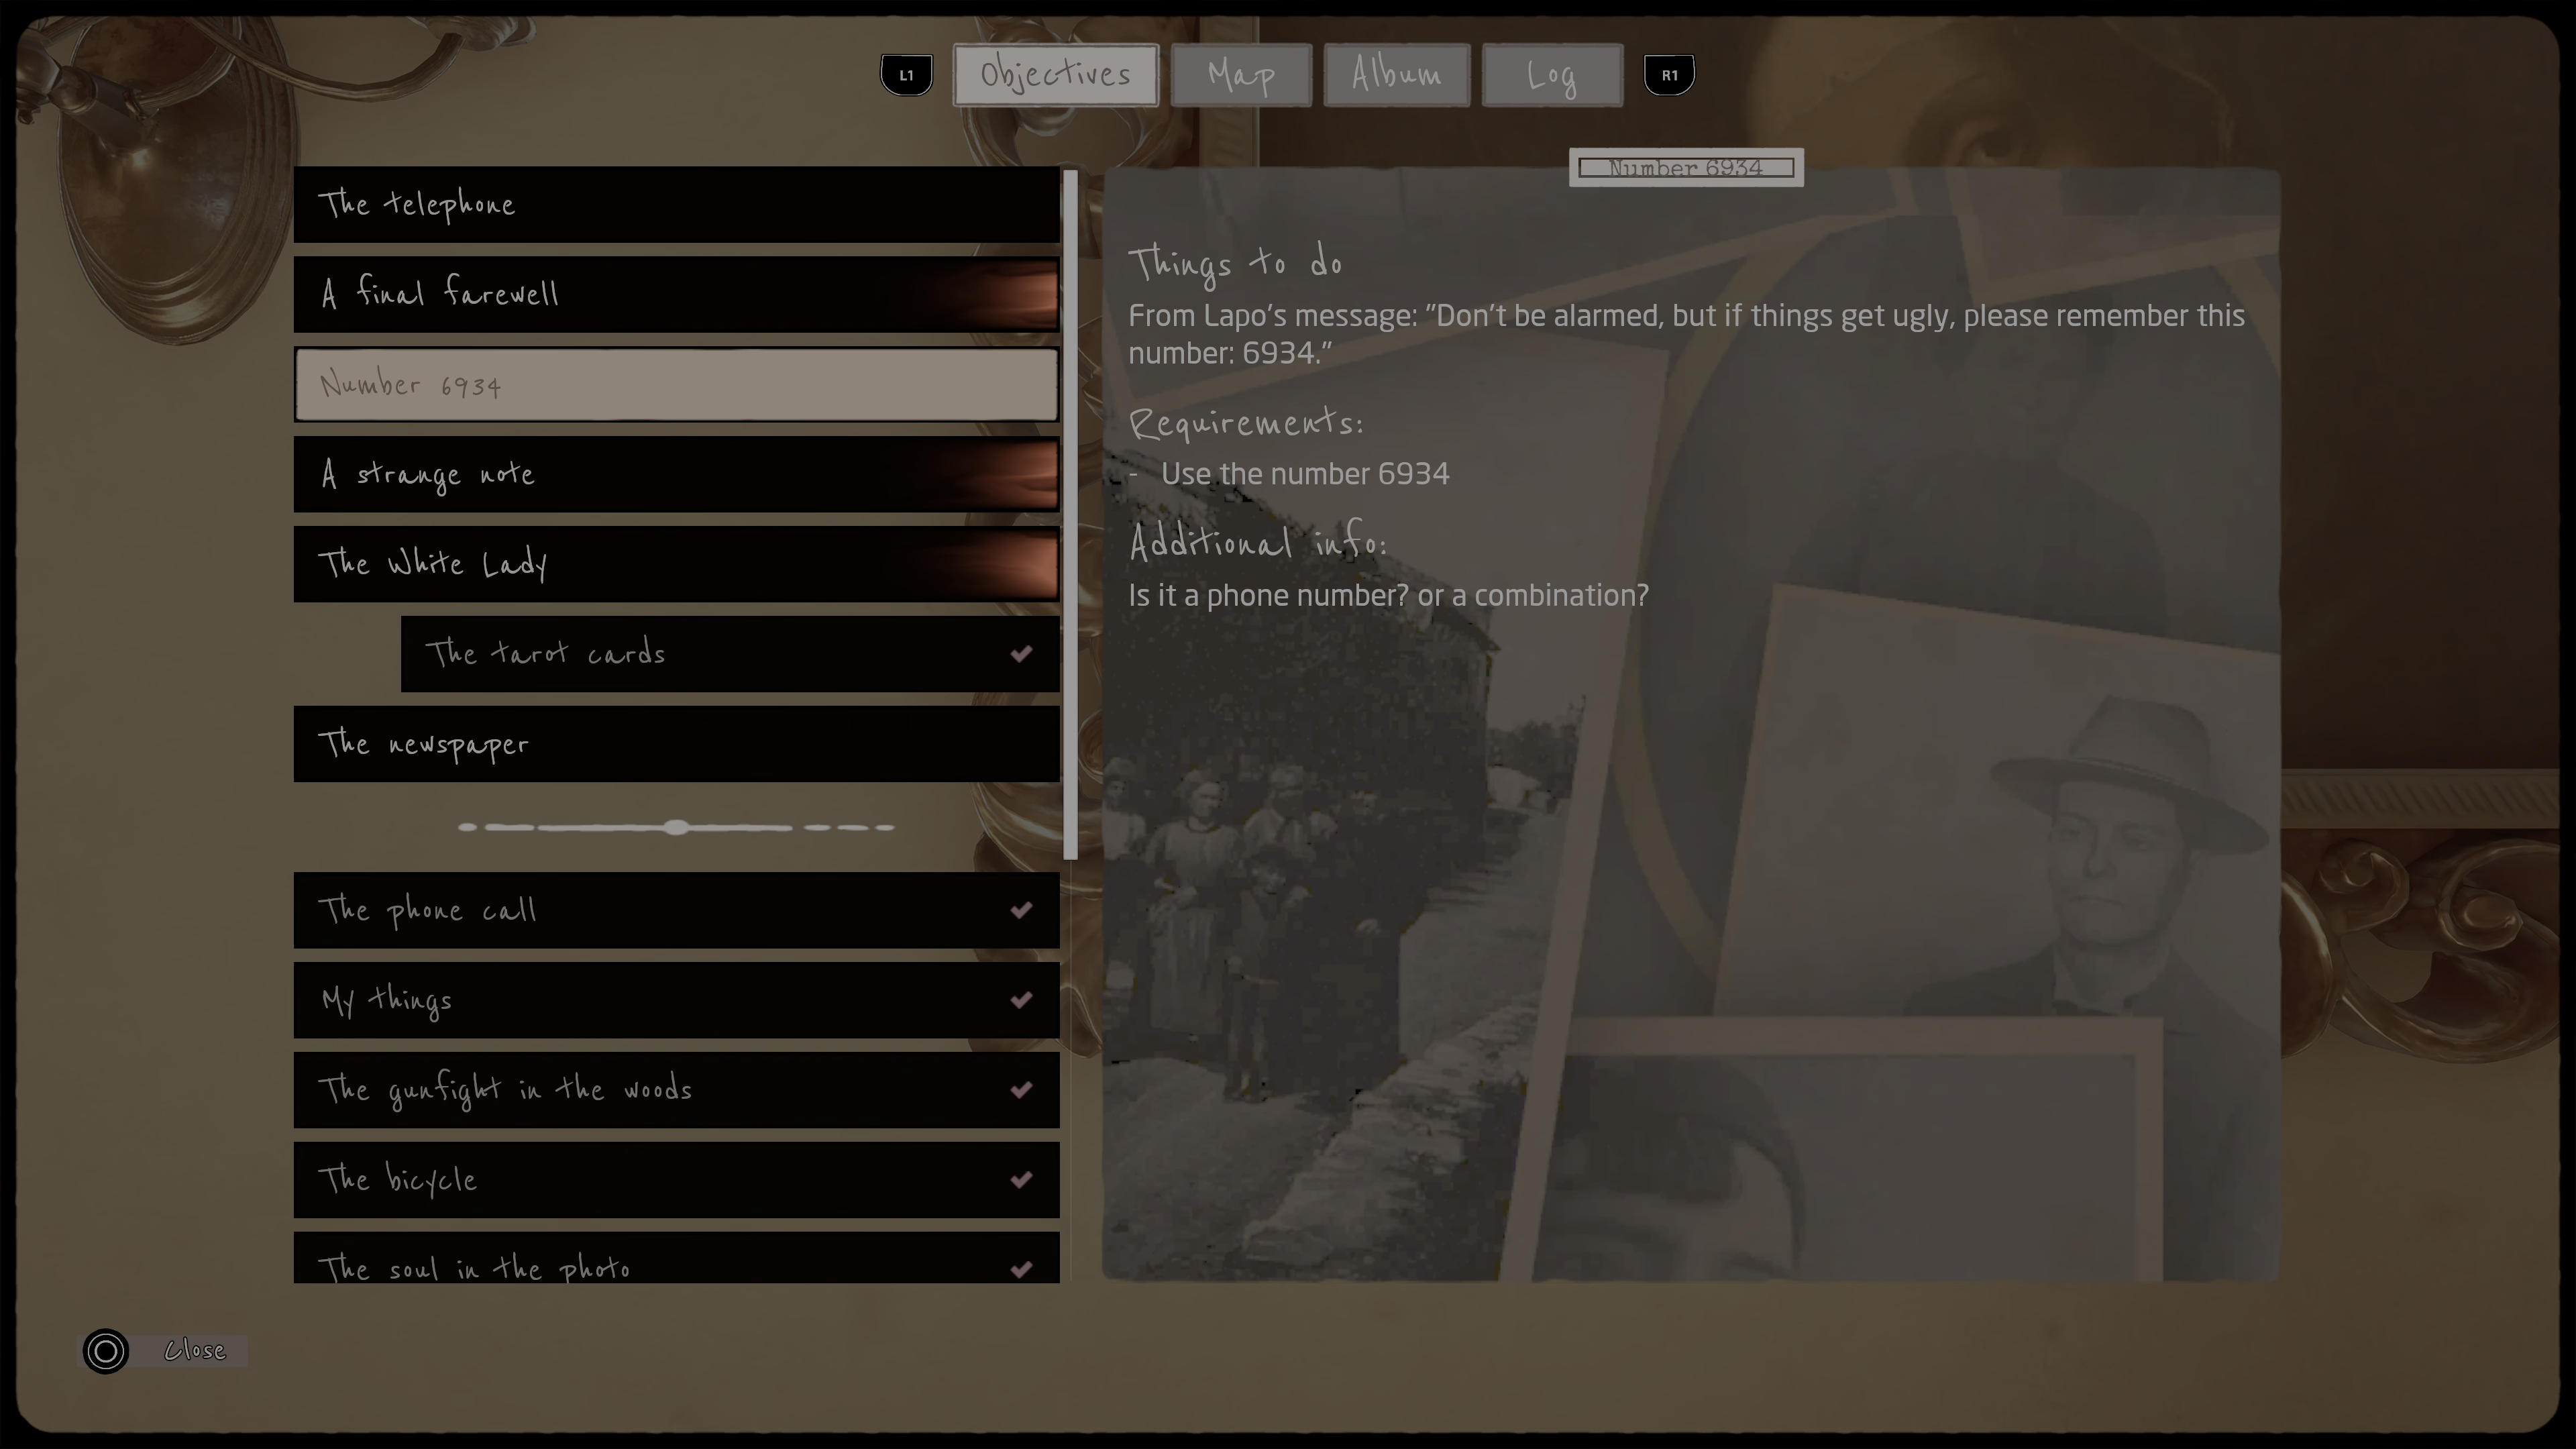 L1
Objectives
Map
Album
Log
R1
The telephone
A final farewell
Number 6934
A strange note
The White Lady
The tarot cards
The newspaper
The phone call
My things
The gunfight in the woods
The bicycle
The soul in the photo
Number 6934
Things to do
From Lapo's message: "Don't be alarmed, but if things get ugly, please remember this
number: 6934."
Requirements:
- Use the number 6934
Additional info:
Is it a phone number? or a combination?
Close